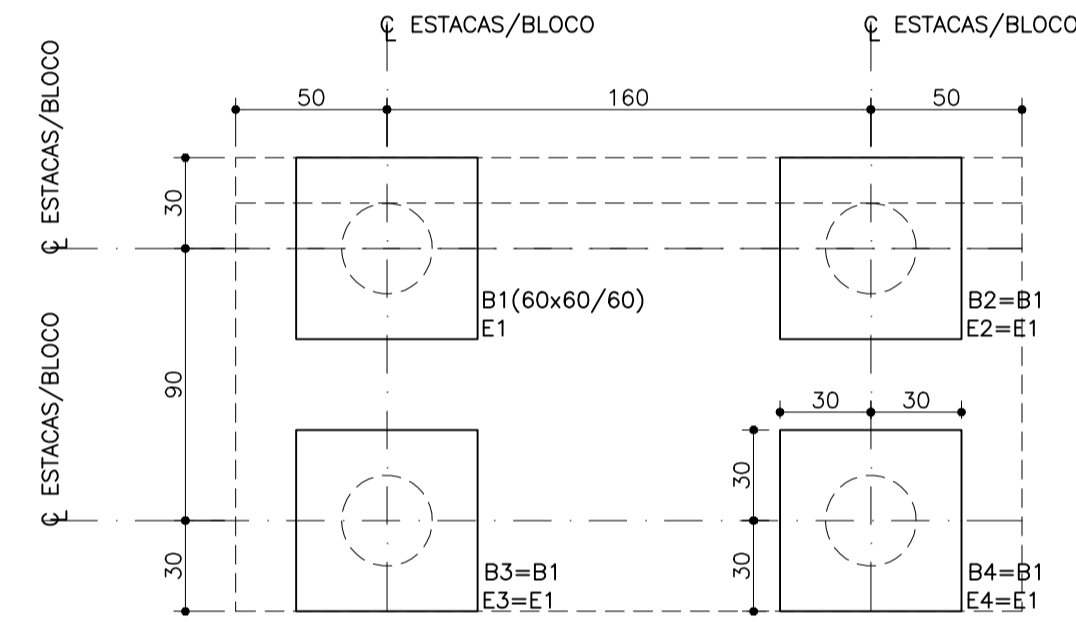 ℄ ESTACAS/BLOCO
℄ ESTACAS/BLOCO
50
160
50
℄ ESTACAS/BLOCO
30
B1(60x60/60)
E1
B2=B1
E2=E1
℄ ESTACAS/BLOCO
90
30
30
30
B3=B1
E3=E1
30
30
B4=B1
E4=E1